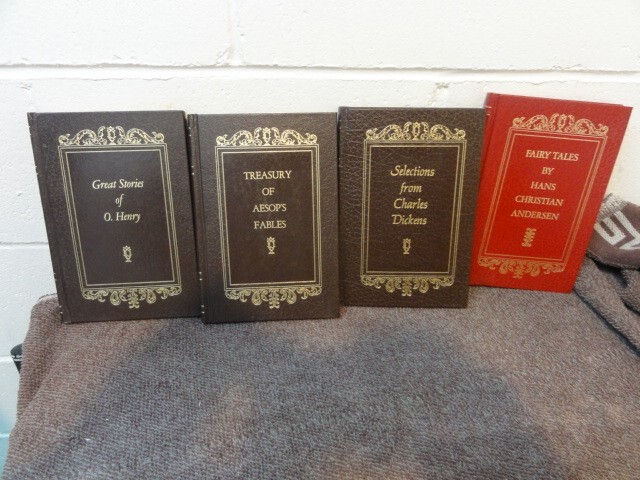 Great Stories
of
O. Henry
TREASURY
OF
AESOP'S
FABLES
Selections
from
Charles
Dickens
FAIRY TALES
BY
HANS
CHRISTIAN
ANDERSEN